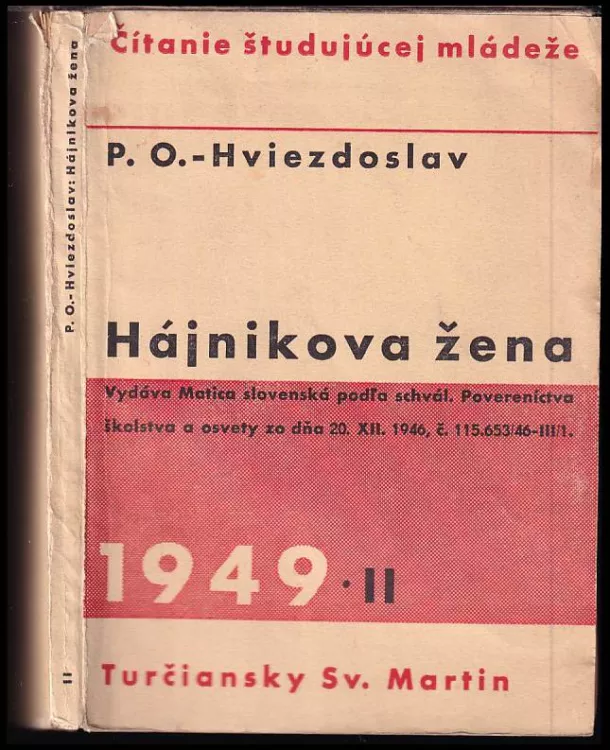 Čítanie študujúcej mládeže
P. O.-Hviezdoslav
Hájnikova žena
Vydáva Matica slovenská podľa schvál. Povereníctva
školstva a osvety zo dňa 20. XII. 1946, č. 115.653/46-III/1.
1949 · II
Turčiansky Sv. Martin
P. O.-Hviezdoslav: Hájnikova žena
II